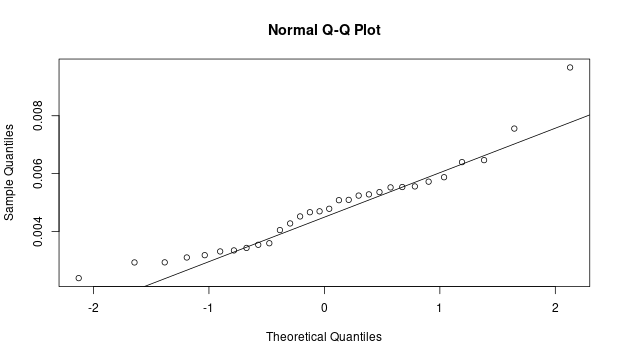 Normal Q-Q Plot
Sample Quantiles
0.008
0.006
0.004
-2 -1 0 1 2
Theoretical Quantiles